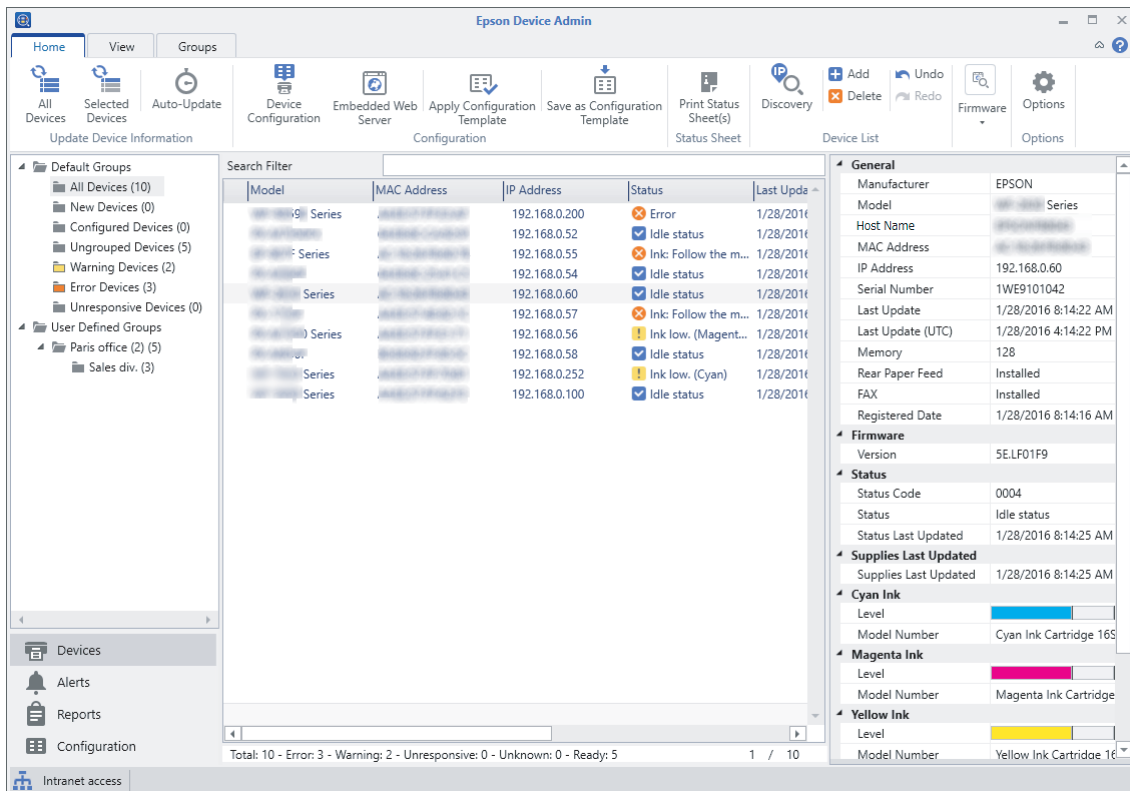 Epson Device Admin
Home View Groups
All Devices
Selected Devices
Auto-Update
Update Device Information
Device Configuration
Embedded Web Server
Apply Configuration Template
Save as Configuration Template
Configuration
Print Status Sheet(s)
Status Sheet
IP
Discovery
Add
Delete
Undo
Redo
Device List
Firmware
Options
Options
Default Groups
All Devices (10)
New Devices (0)
Configured Devices (0)
Ungrouped Devices (5)
Warning Devices (2)
Error Devices (3)
Unresponsive Devices (0)
User Defined Groups
Paris office (2) (5)
Sales div. (3)
Devices
Alerts
Reports
Configuration
Search Filter
Model MAC Address IP Address Status Last Upda
Series 192.168.0.200 Error 1/28/2016
192.168.0.52 Idle status 1/28/2016
Series 192.168.0.55 Ink: Follow the m... 1/28/2016
192.168.0.54 Idle status 1/28/2016
Series 192.168.0.60 Idle status 1/28/2016
192.168.0.57 Ink: Follow the m... 1/28/2016
Series 192.168.0.56 Ink low. (Magent... 1/28/2016
192.168.0.58 Idle status 1/28/2016
Series 192.168.0.252 Ink low. (Cyan) 1/28/2016
Series 192.168.0.100 Idle status 1/28/2016
Total: 10 - Error: 3 - Warning: 2 - Unresponsive: 0 - Unknown: 0 - Ready: 5 1 / 10
General
Manufacturer EPSON
Model Series
Host Name
MAC Address
IP Address 192.168.0.60
Serial Number 1WE9101042
Last Update 1/28/2016 8:14:22 AM
Last Update (UTC) 1/28/2016 4:14:22 PM
Memory 128
Rear Paper Feed Installed
FAX Installed
Registered Date 1/28/2016 8:14:16 AM
Firmware
Version 5E.LF01F9
Status
Status Code 0004
Status Idle status
Status Last Updated 1/28/2016 8:14:25 AM
Supplies Last Updated
Supplies Last Updated 1/28/2016 8:14:25 AM
Cyan Ink
Level
Model Number Cyan Ink Cartridge 16S
Magenta Ink
Level
Model Number Magenta Ink Cartridge
Yellow Ink
Level
Model Number Yellow Ink Cartridge 16
Intranet access